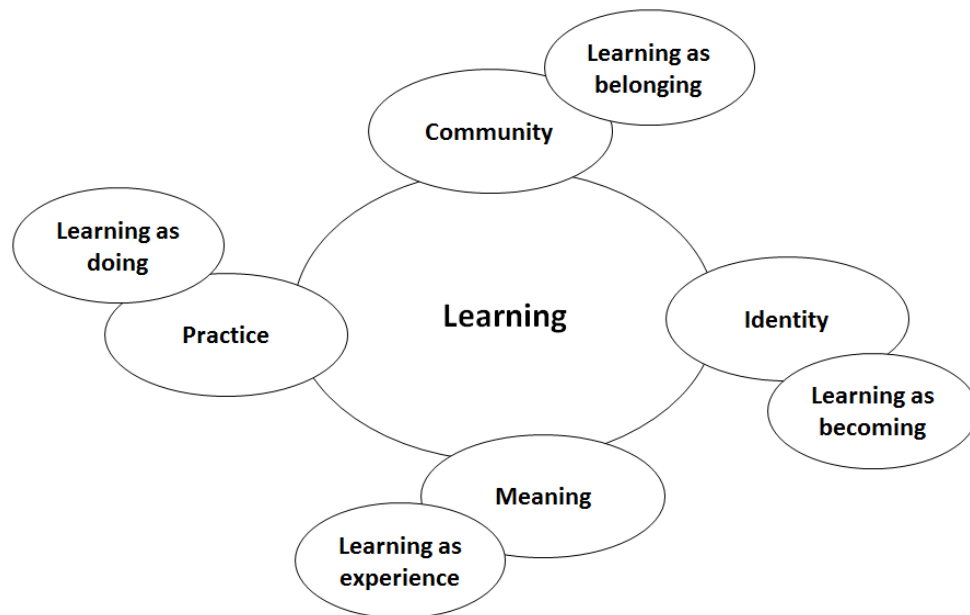 Learning as
belonging
Community
Learning as
doing
Practice
Learning
Identity
Learning as
becoming
Meaning
Learning as
experience